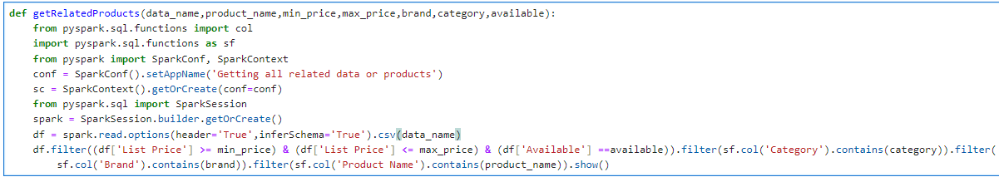 def getRelatedProducts(data_name,product_name,min_price,max_price,brand,category,available):
    from pyspark.sql.functions import col
    import pyspark.sql.functions as sf
    from pyspark import SparkConf, SparkContext
    conf = SparkConf().setAppName('Getting all related data or products')
    sc = SparkContext().getOrCreate(conf=conf)
    from pyspark.sql import SparkSession
    spark = SparkSession.builder.getOrCreate()
    df = spark.read.options(header='True',inferSchema='True').csv(data_name)
    df.filter((df['List Price'] >= min_price) & (df['List Price'] <= max_price) & (df['Available'] ==available)).filter(sf.col('Category').contains(category)).filter(
        sf.col('Brand').contains(brand)).filter(sf.col('Product Name').contains(product_name)).show()